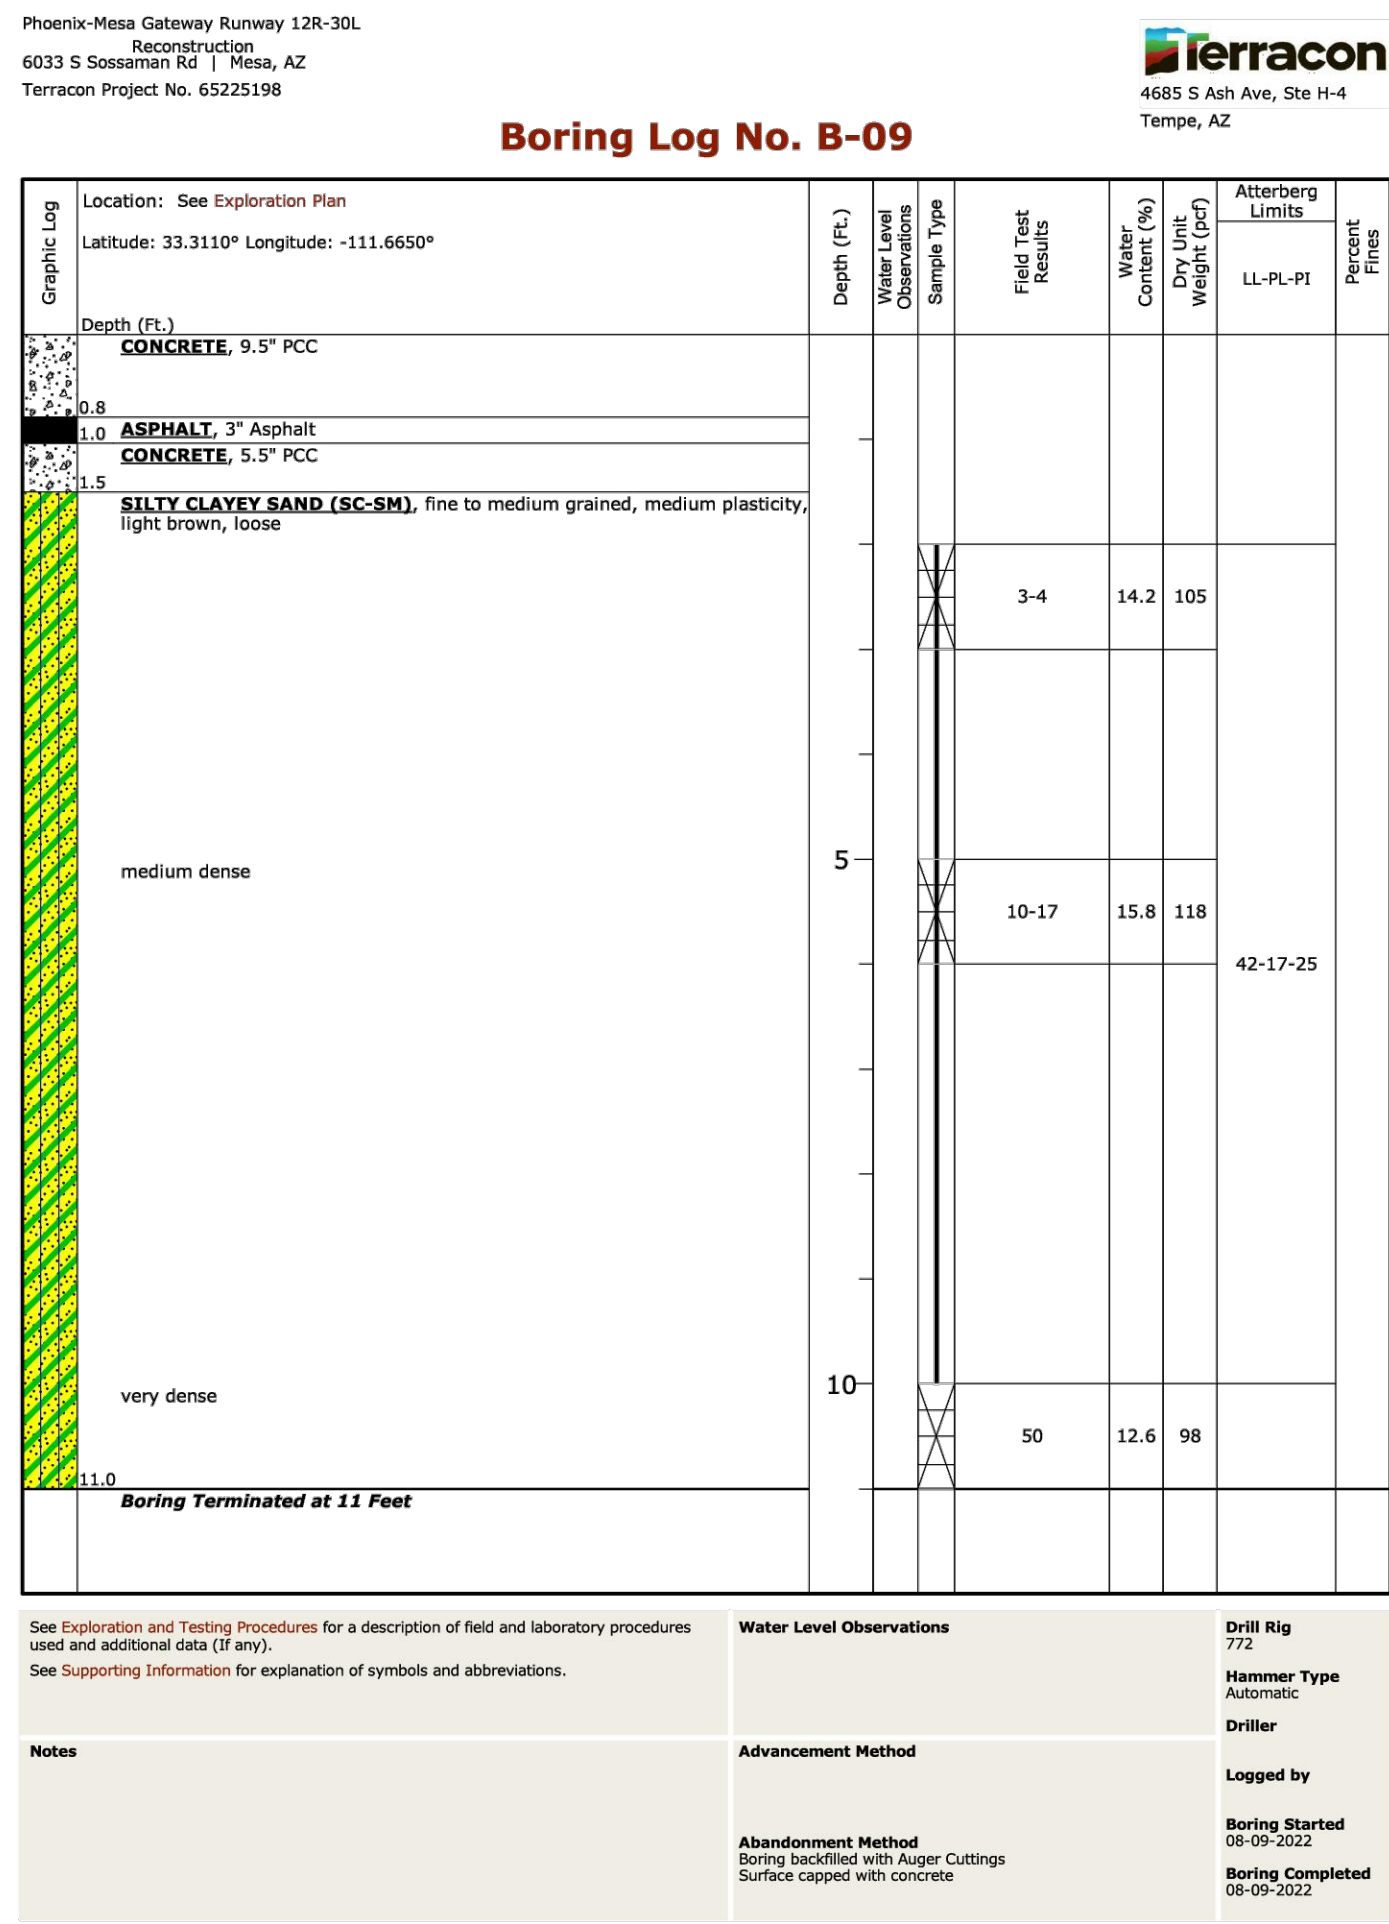 Phoenix-Mesa Gateway Runway 12R-30L
Reconstruction
6033 S Sossaman Rd | Mesa, AZ
Terracon Project No. 65225198
Terracon
4685 S Ash Ave, Ste H-4
Tempe, AZ
Boring Log No. B-09
Graphic Log
Location: See Exploration Plan
Latitude: 33.3110° Longitude: -111.6650°
Depth (Ft.)
Depth (Ft.)
Water Level
Observations
Sample Type
Field Test
Results
Water
Content (%)
Dry Unit
Weight (pcf)
Atterberg
Limits
LL-PL-PI
Percent
Fines
CONCRETE, 9.5" PCC
0.8
1.0 ASPHALT, 3" Asphalt
CONCRETE, 5.5" PCC
1.5
SILTY CLAYEY SAND (SC-SM), fine to medium grained, medium plasticity,
light brown, loose
3-4 14.2 105
5
medium dense
10-17 15.8 118
42-17-25
10
very dense
50 12.6 98
11.0
Boring Terminated at 11 Feet
See Exploration and Testing Procedures for a description of field and laboratory procedures
used and additional data (If any).
See Supporting Information for explanation of symbols and abbreviations.
Notes
Water Level Observations
Advancement Method
Abandonment Method
Boring backfilled with Auger Cuttings
Surface capped with concrete
Drill Rig
772
Hammer Type
Automatic
Driller
Logged by
Boring Started
08-09-2022
Boring Completed
08-09-2022